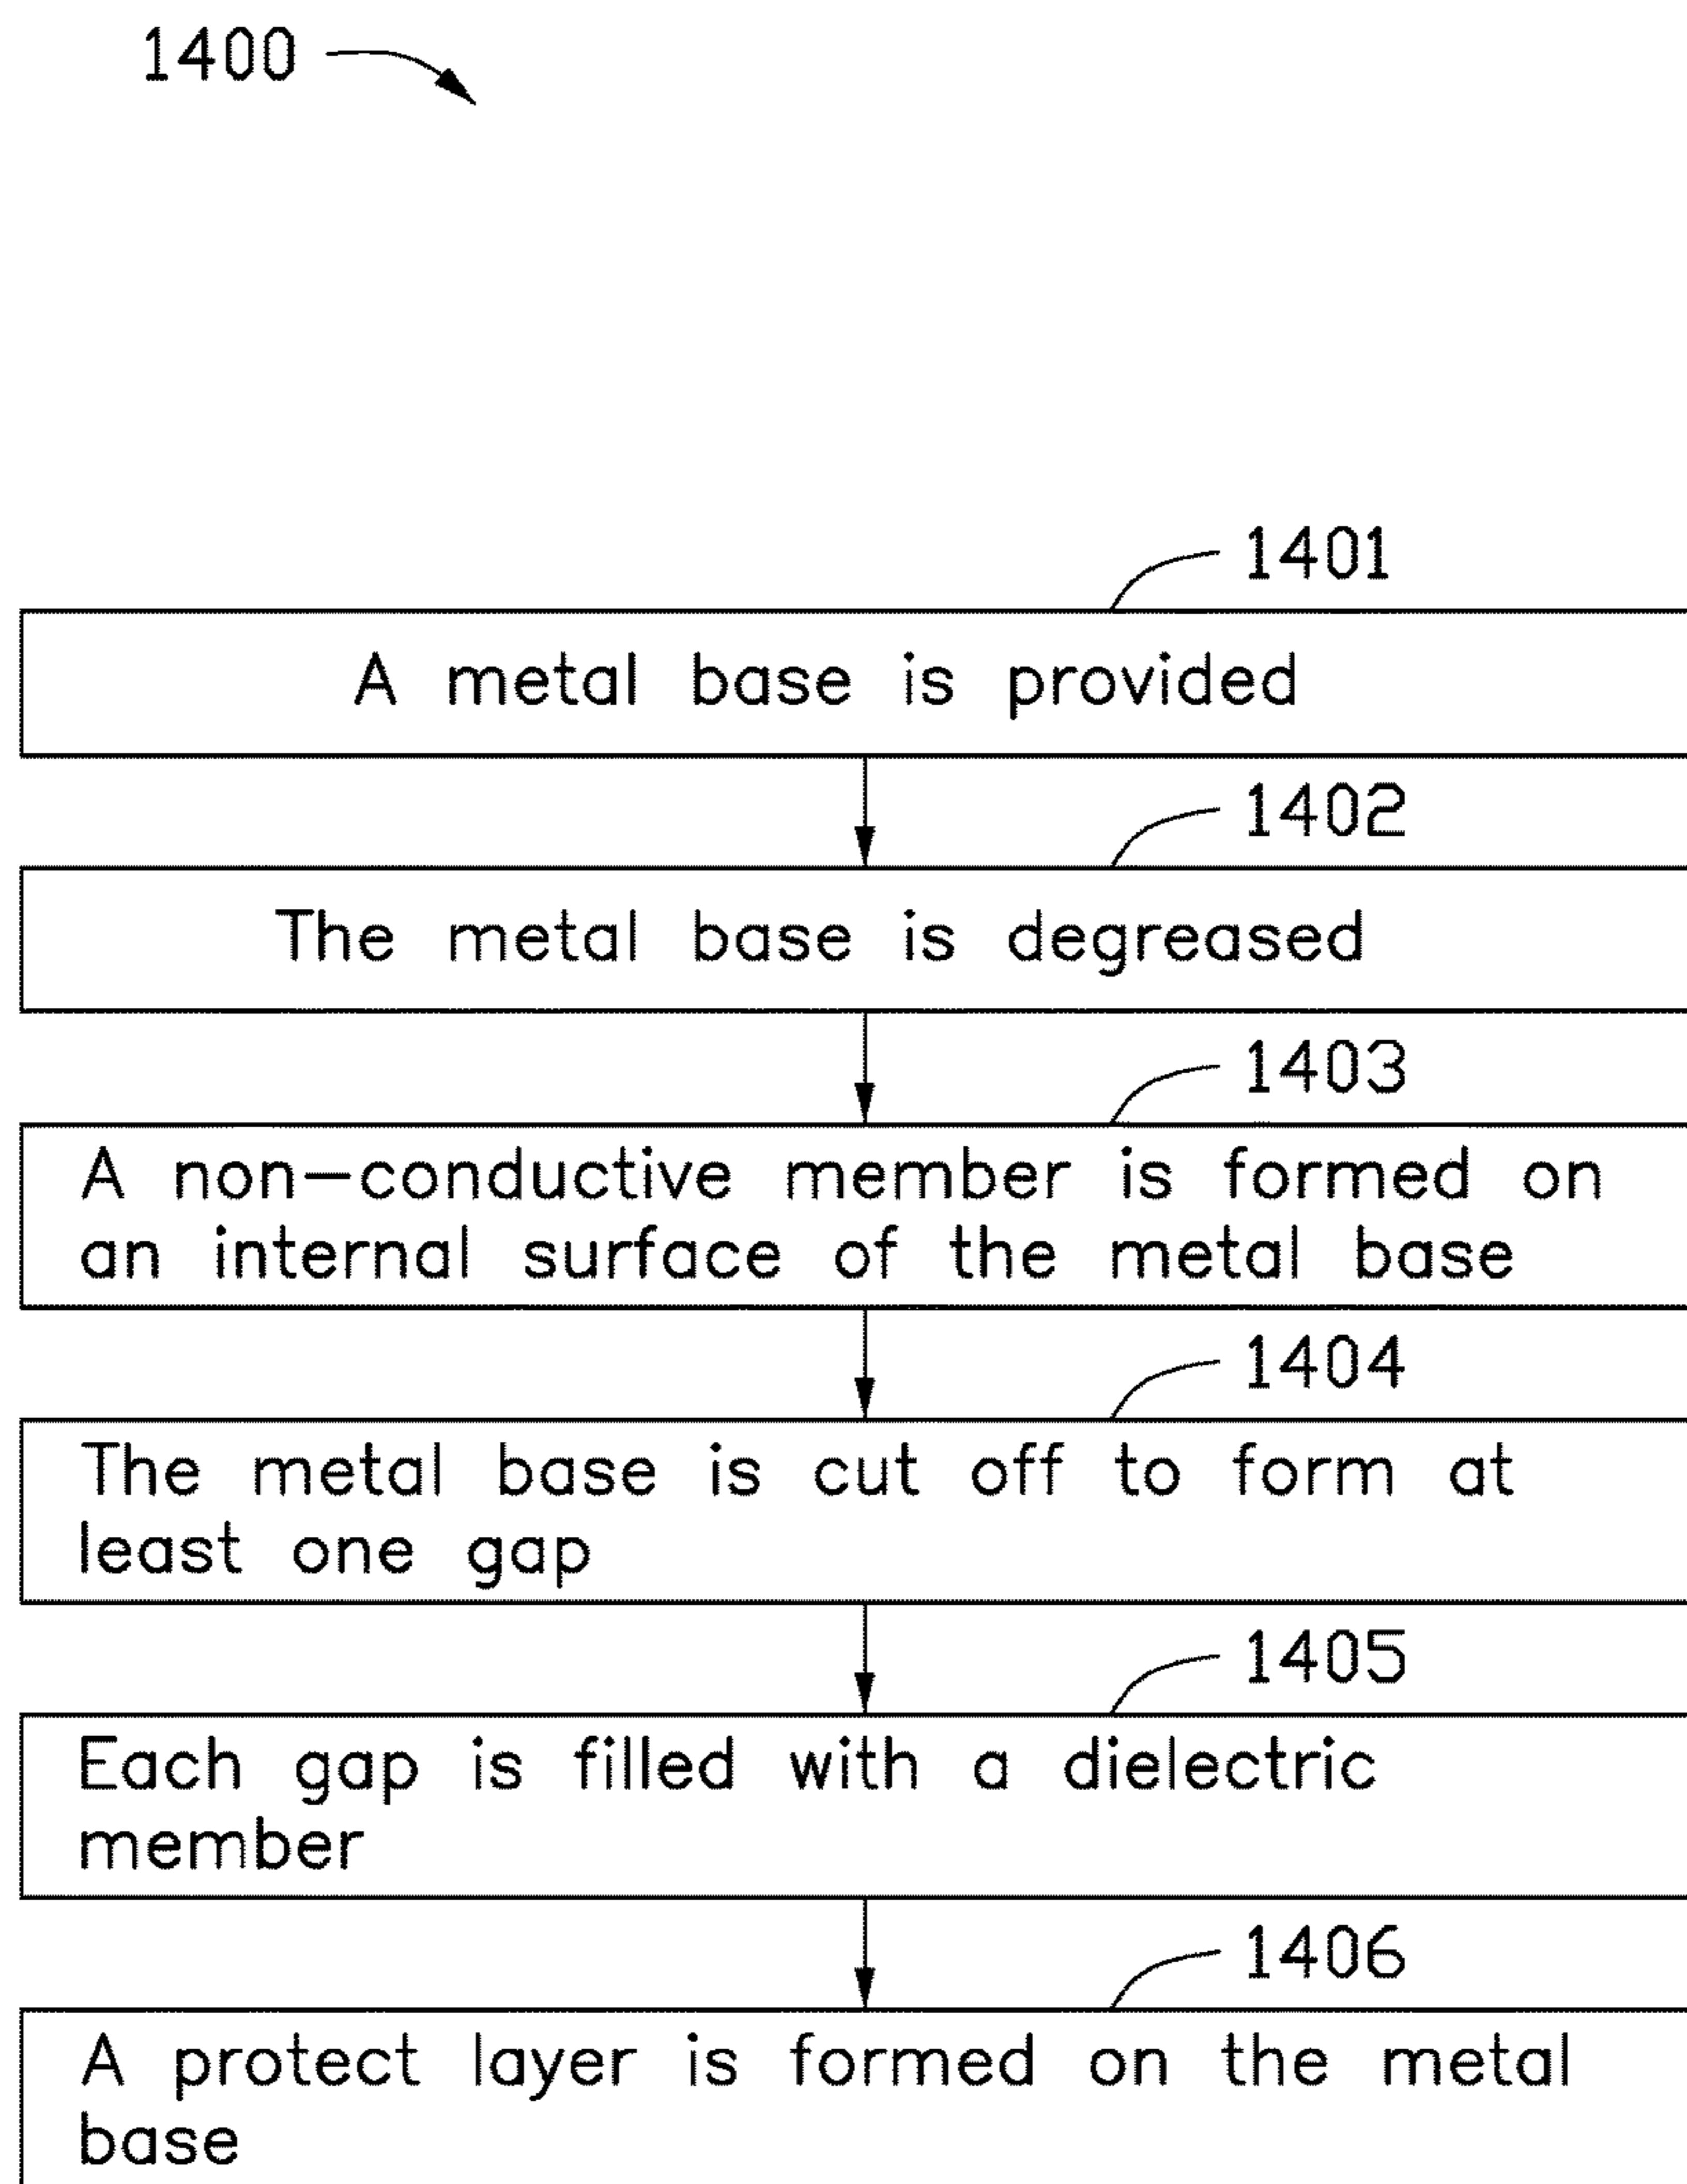 1400
1401
A metal base is provided
1402
The metal base is degreased
1403
A non-conductive member is formed on
an internal surface of the metal base
1404
The metal base is cut off to form at
least one gap
1405
Each gap is filled with a dielectric
member
1406
A protect layer is formed on the metal
base